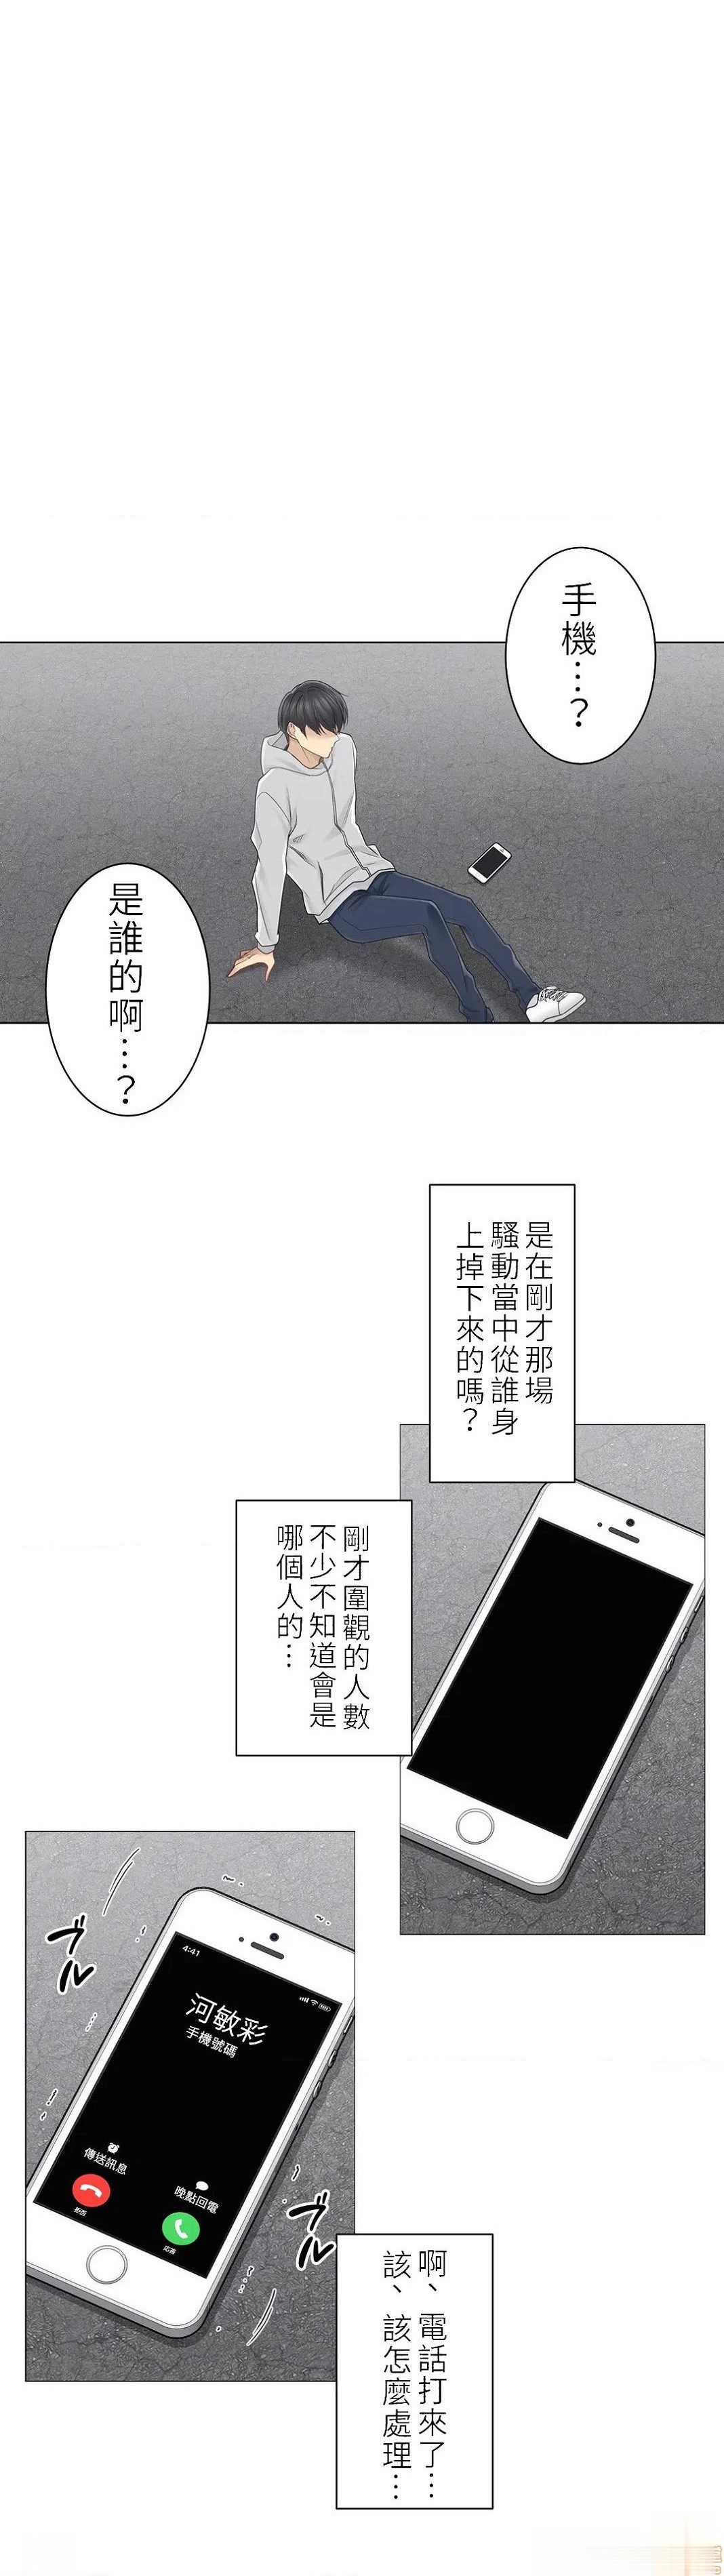 手機…？
是誰的啊…？
是在剛才那場
騷動當中從誰身
上掉下來的嗎？
剛才圍觀的人數
不少不知道會是
哪個人的…
ブル
4:41
河敏彩
手機號碼
傳送訊息
晚點回電
拒否
応答
ブル
啊、電話打來了…
該、該怎麼處理…